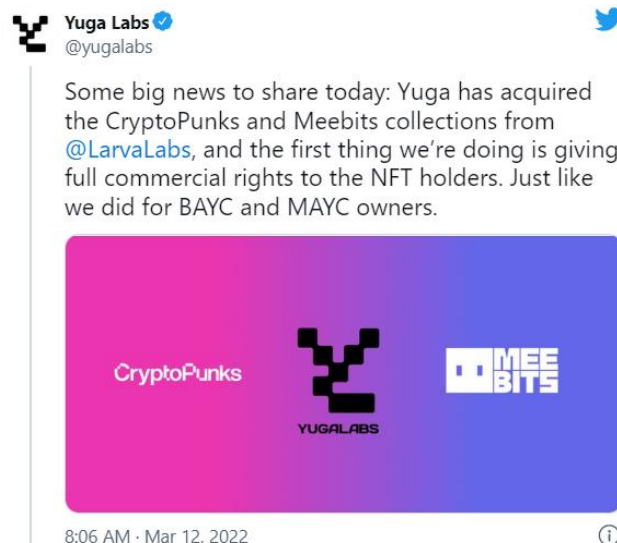 Yuga Labs
@yugalabs
Some big news to share today: Yuga has acquired
the CryptoPunks and Meebits collections from
@LarvaLabs, and the first thing we’re doing is giving
full commercial rights to the NFT holders. Just like
we did for BAYC and MAYC owners.
CryptoPunks
YUGALABS
MEE
BITS
8:06 AM · Mar 12, 2022